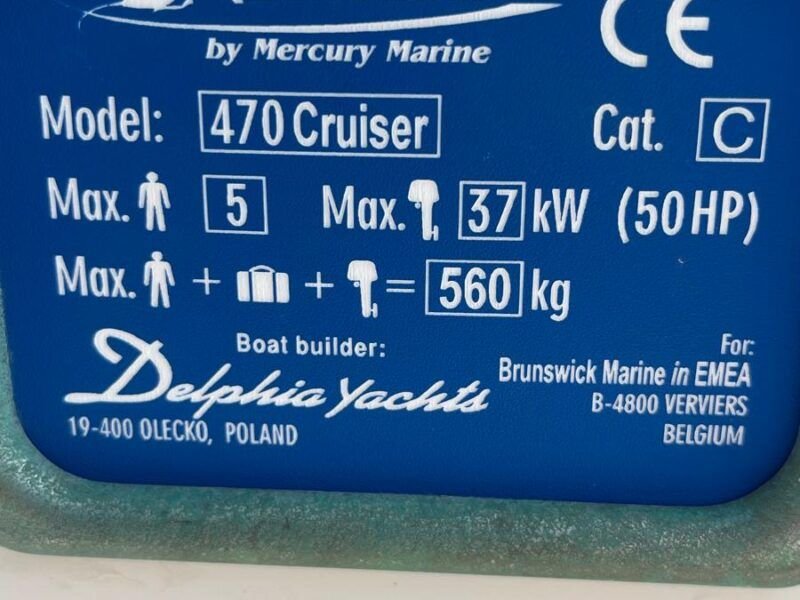 CE
by Mercury Marine
Model: 470 Cruiser Cat. C
Max. 5 Max. 37 kW (50 HP)
Max. + + = 560 kg
Boat builder:
Delphia Yachts
19-400 OLECKO, POLAND
For:
Brunswick Marine in EMEA
B-4800 VERVIERS
BELGIUM